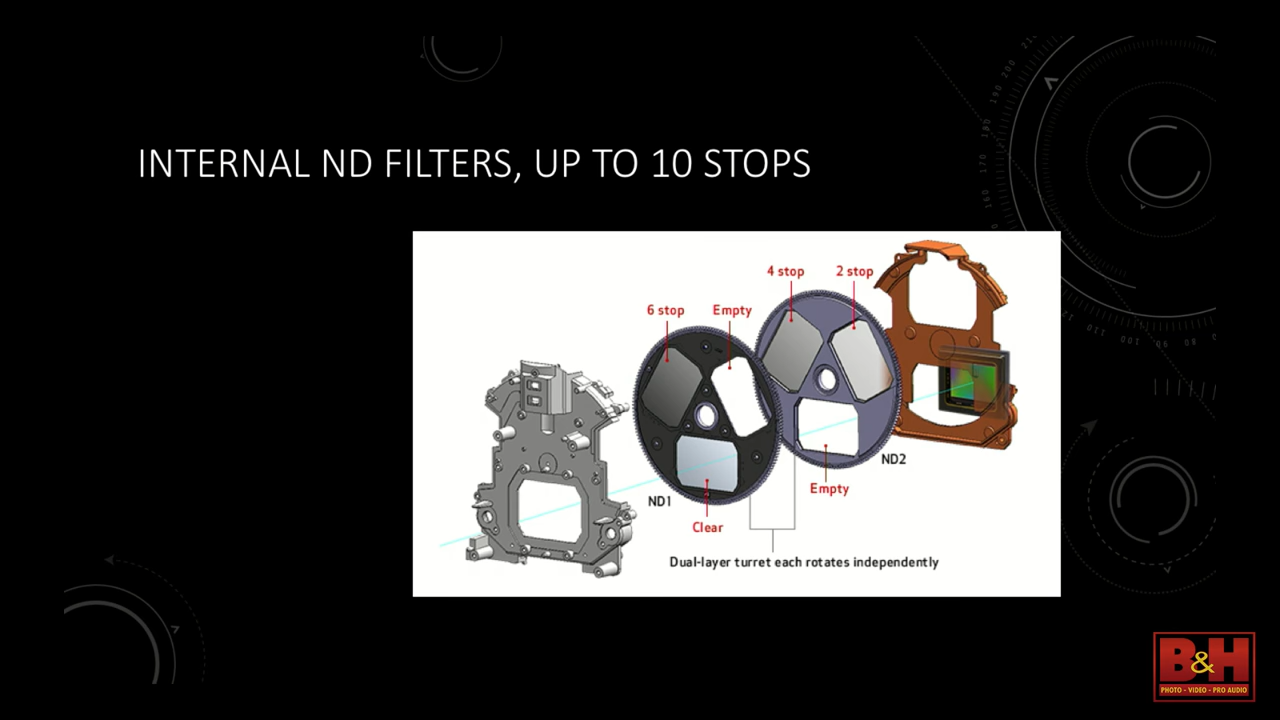 INTERNAL ND FILTERS, UP TO 10 STOPS
4 stop
2 stop
6 stop
Empty
ND2
Empty
ND1
Clear
Dual-layer turret each rotates independently
B&H
PHOTO - VIDEO - PRO AUDIO